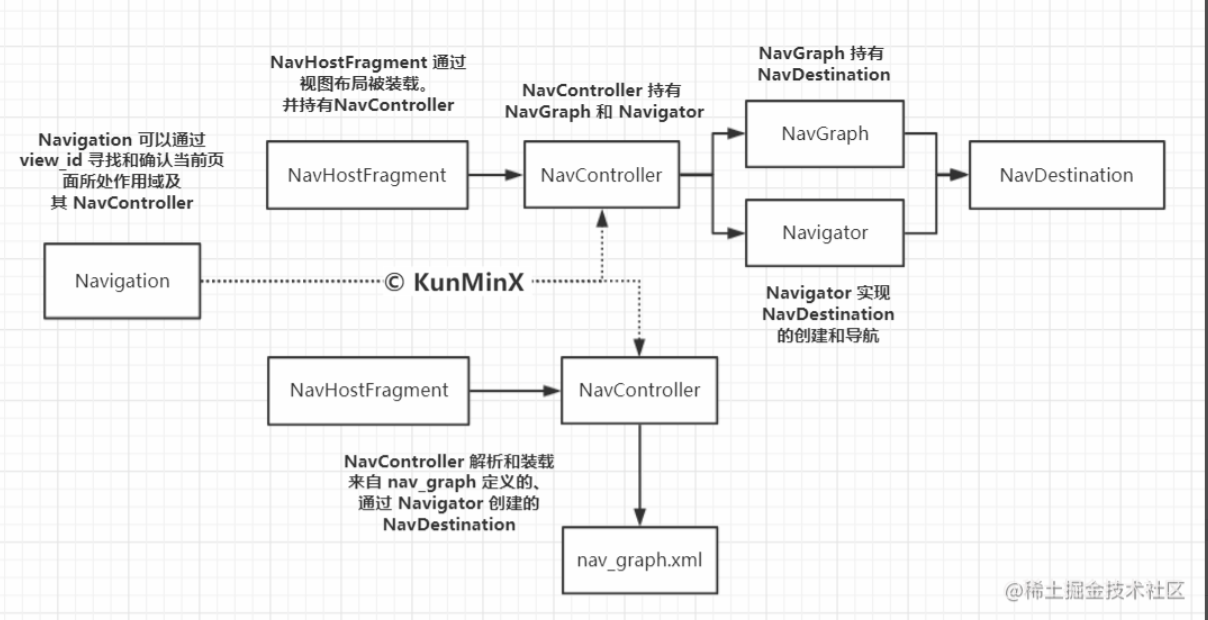 NavHostFragment 通过
视图布局被装载。
并持有NavController
NavController 持有
NavGraph 和 Navigator
NavGraph 持有
NavDestination
Navigation 可以通过
view_id 寻找和确认当前页
面所处作用域及
其 NavController
NavHostFragment
NavController
NavGraph
NavDestination
Navigator
Navigation
© KunMinX
Navigator 实现
NavDestination
的创建和导航
NavHostFragment
NavController
NavController 解析和装载
来自 nav_graph 定义的、
通过 Navigator 创建的
NavDestination
nav_graph.xml
@稀土掘金技术社区